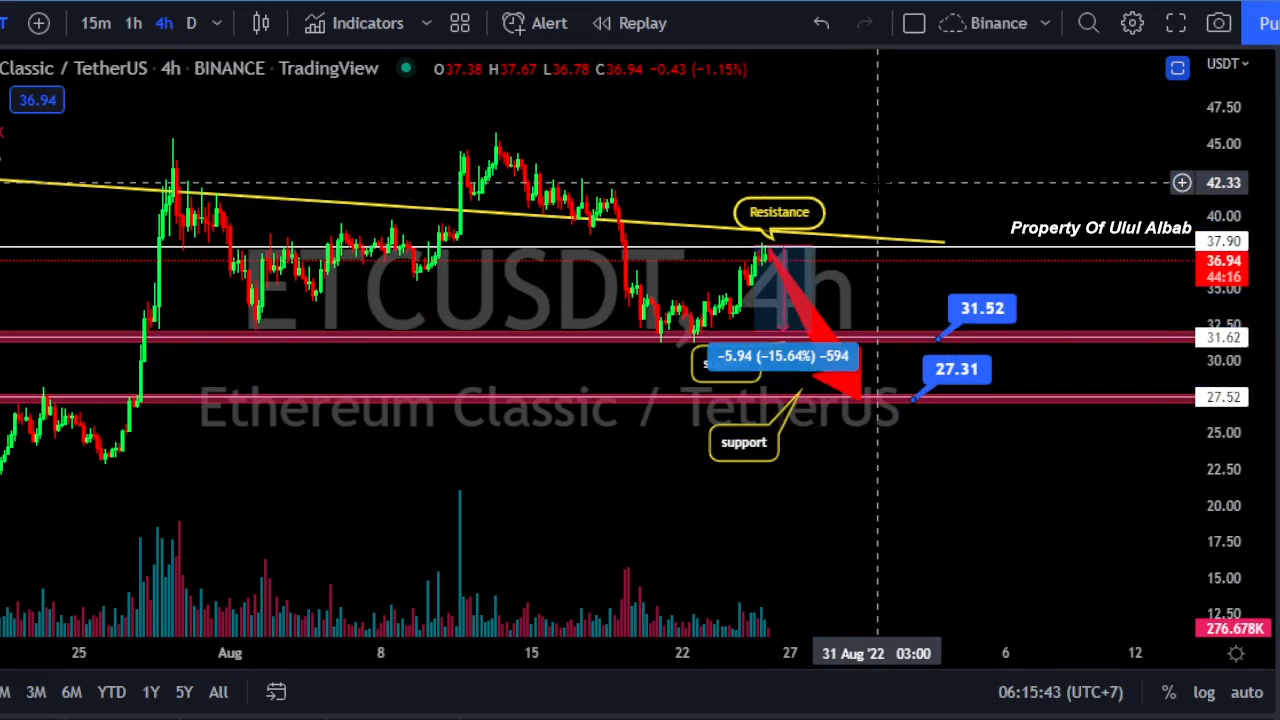 T 15m 1h 4h D Indicators Alert Replay Binance Pu
Classic / TetherUS · 4h · BINANCE · TradingView O37.38 H37.67 L36.78 C36.94 −0.43 (−1.15%) USDT
36.94
47.50
45.00
42.33
Resistance
40.00
Property Of Ulul Albab
37.90
36.94
44:16
35.00
ETCUSDT, 4h
31.52
32.50
31.62
−5.94 (−15.64%) −594
30.00
27.31
27.52
Ethereum Classic / TetherUS
support
25.00
22.50
20.00
17.50
15.00
12.50
276.678K
25 Aug 8 15 22 27 31 Aug '22 03:00 6 12
M 3M 6M YTD 1Y 5Y All 06:15:43 (UTC+7) % log auto